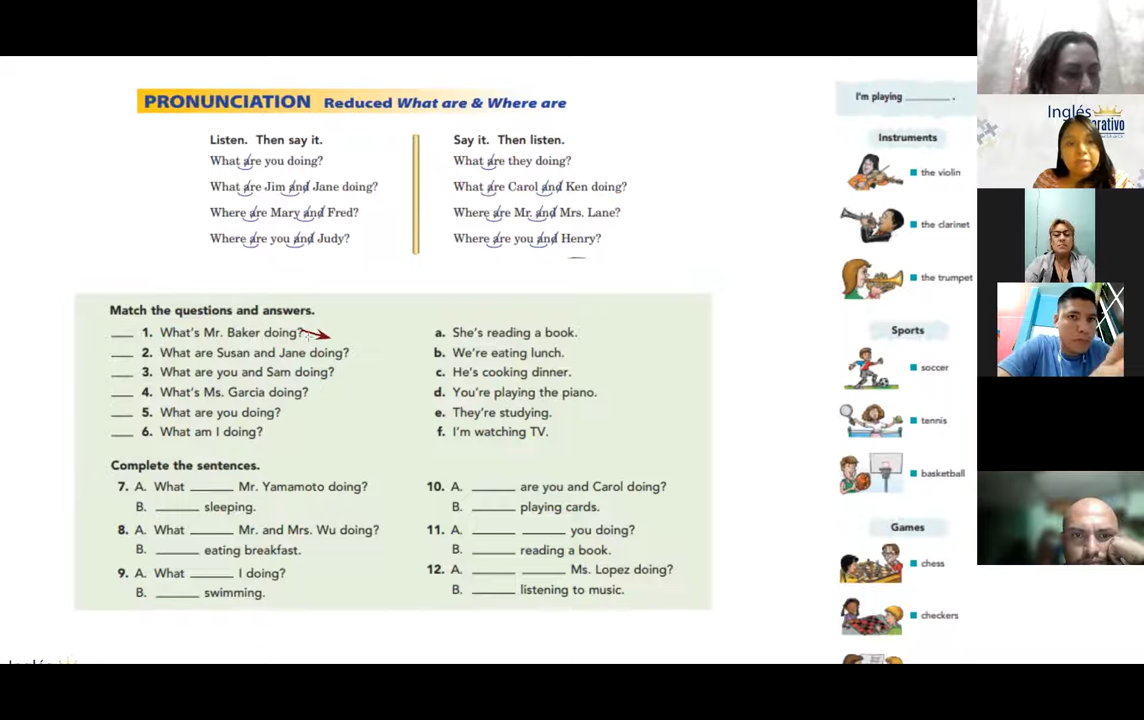 PRONUNCIATION Reduced What are & Where are
Listen. Then say it.
What are you doing?
What are Jim and Jane doing?
Where are Mary and Fred?
Where are you and Judy?
Say it. Then listen.
What are they doing?
What are Carol and Ken doing?
Where are Mr. and Mrs. Lane?
Where are you and Henry?
Match the questions and answers.
___ 1. What's Mr. Baker doing?
___ 2. What are Susan and Jane doing?
___ 3. What are you and Sam doing?
___ 4. What's Ms. Garcia doing?
___ 5. What are you doing?
___ 6. What am I doing?
a. She's reading a book.
b. We're eating lunch.
c. He's cooking dinner.
d. You're playing the piano.
e. They're studying.
f. I'm watching TV.
Complete the sentences.
7. A. What ______ Mr. Yamamoto doing?
B. ______ sleeping.
8. A. What ______ Mr. and Mrs. Wu doing?
B. ______ eating breakfast.
9. A. What ______ I doing?
B. ______ swimming.
10. A. ______ are you and Carol doing?
B. ______ playing cards.
11. A. ______ ______ you doing?
B. ______ reading a book.
12. A. ______ ______ Ms. Lopez doing?
B. ______ listening to music.
I'm playing ______ .
Instruments
the violin
the clarinet
the trumpet
Sports
soccer
tennis
basketball
Games
chess
checkers
Inglés